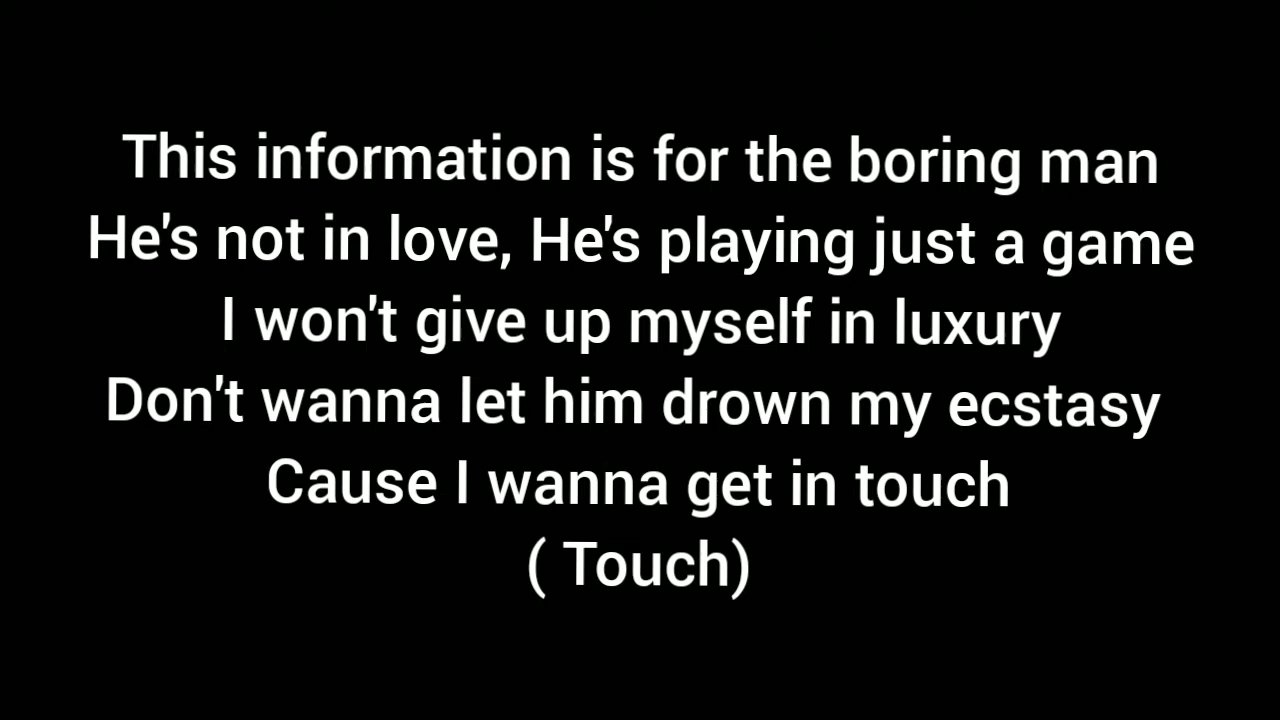 This information is for the boring man
He's not in love, He's playing just a game
I won't give up myself in luxury
Don't wanna let him drown my ecstasy
Cause I wanna get in touch
( Touch)